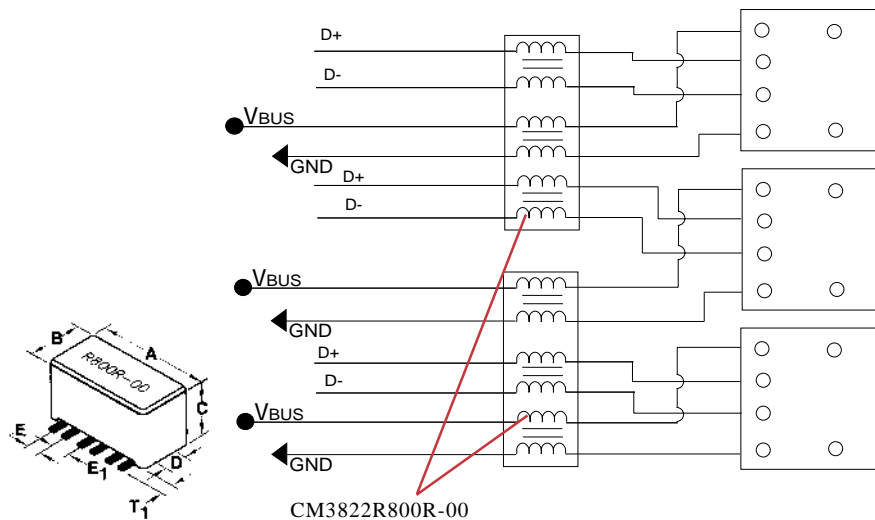 D+
D-
VBUS
GND
D+
D-
VBUS
GND
D+
D-
VBUS
GND
B
A
R800R-00
C
E
E1
D
T1
CM3822R800R-00